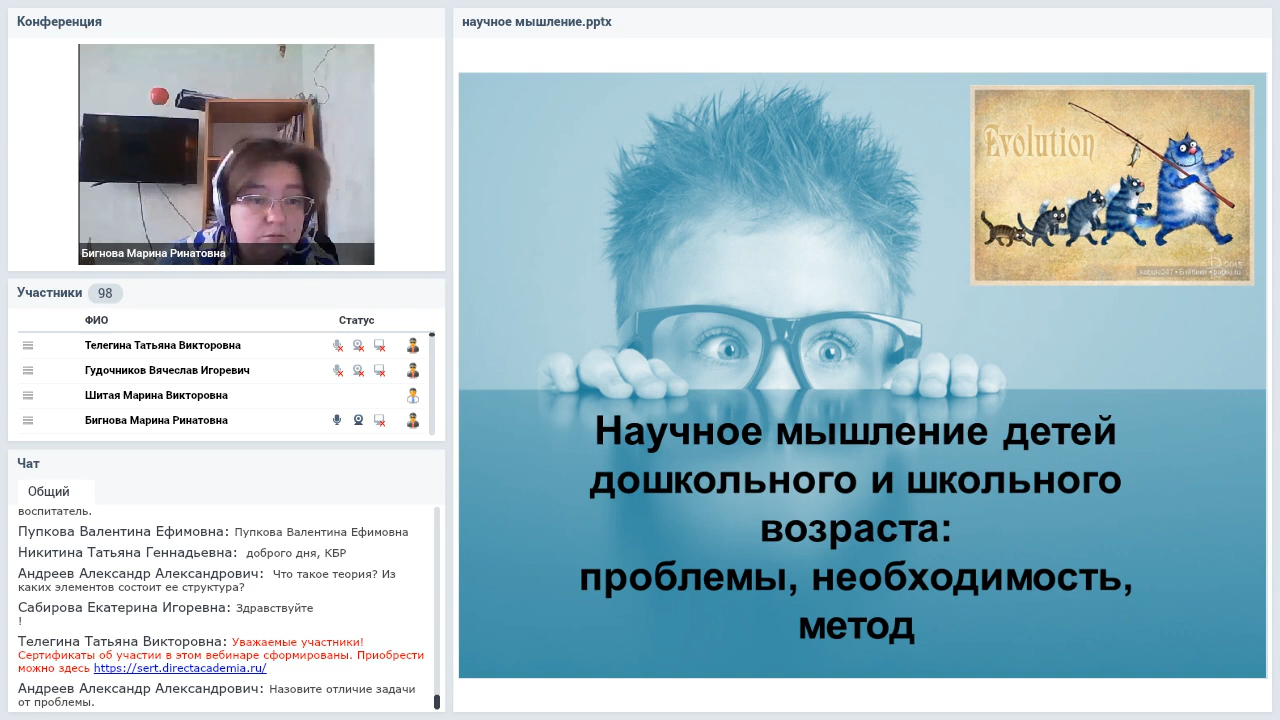 Конференция
Бигнова Марина Ринатовна
Участники 98
ФИО Статус
Телегина Татьяна Викторовна
Гудочников Вячеслав Игоревич
Шитая Марина Викторовна
Бигнова Марина Ринатовна
Чат
Общий
воспитатель.
Пупкова Валентина Ефимовна: Пупкова Валентина Ефимовна
Никитина Татьяна Геннадьевна: доброго дня, КБР
Андреев Александр Александрович: Что такое теория? Из
каких элементов состоит ее структура?
Сабирова Екатерина Игоревна: Здравствуйте
!
Телегина Татьяна Викторовна: Уважаемые участники!
Сертификаты об участии в этом вебинаре сформированы. Приобрести
можно здесь https://sert.directacademia.ru/
Андреев Александр Александрович: Назовите отличие задачи
от проблемы.
научное мышление.pptx
Evolution
Научное мышление детей
дошкольного и школьного
возраста:
проблемы, необходимость,
метод